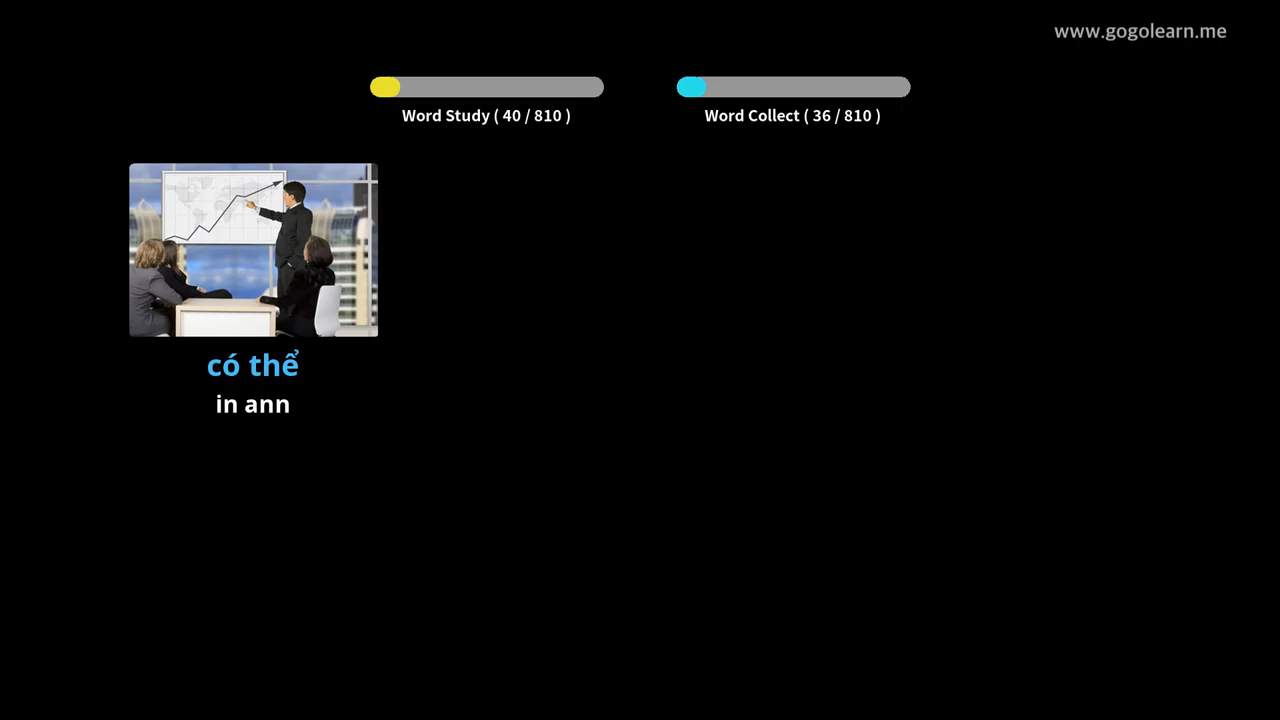 www.gogolearn.me
Word Study ( 40 / 810 )
Word Collect ( 36 / 810 )
có thể
in ann